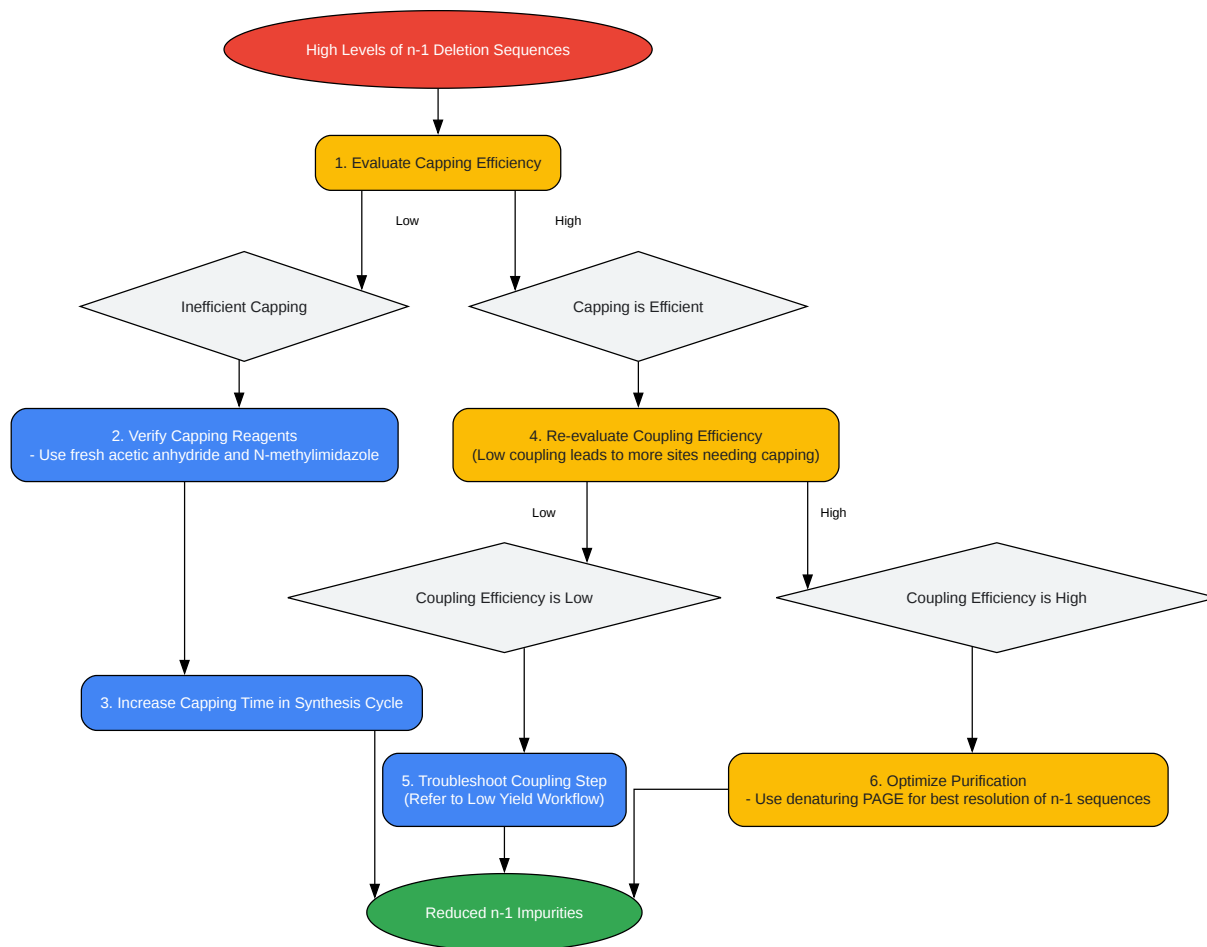 High Levels of n-1 Deletion Sequences
1. Evaluate Capping Efficiency
Low
High
Inefficient Capping
Capping is Efficient
2. Verify Capping Reagents
- Use fresh acetic anhydride and N-methylimidazole
4. Re-evaluate Coupling Efficiency
(Low coupling leads to more sites needing capping)
Low
High
Coupling Efficiency is Low
Coupling Efficiency is High
3. Increase Capping Time in Synthesis Cycle
5. Troubleshoot Coupling Step
(Refer to Low Yield Workflow)
6. Optimize Purification
- Use denaturing PAGE for best resolution of n-1 sequences
Reduced n-1 Impurities